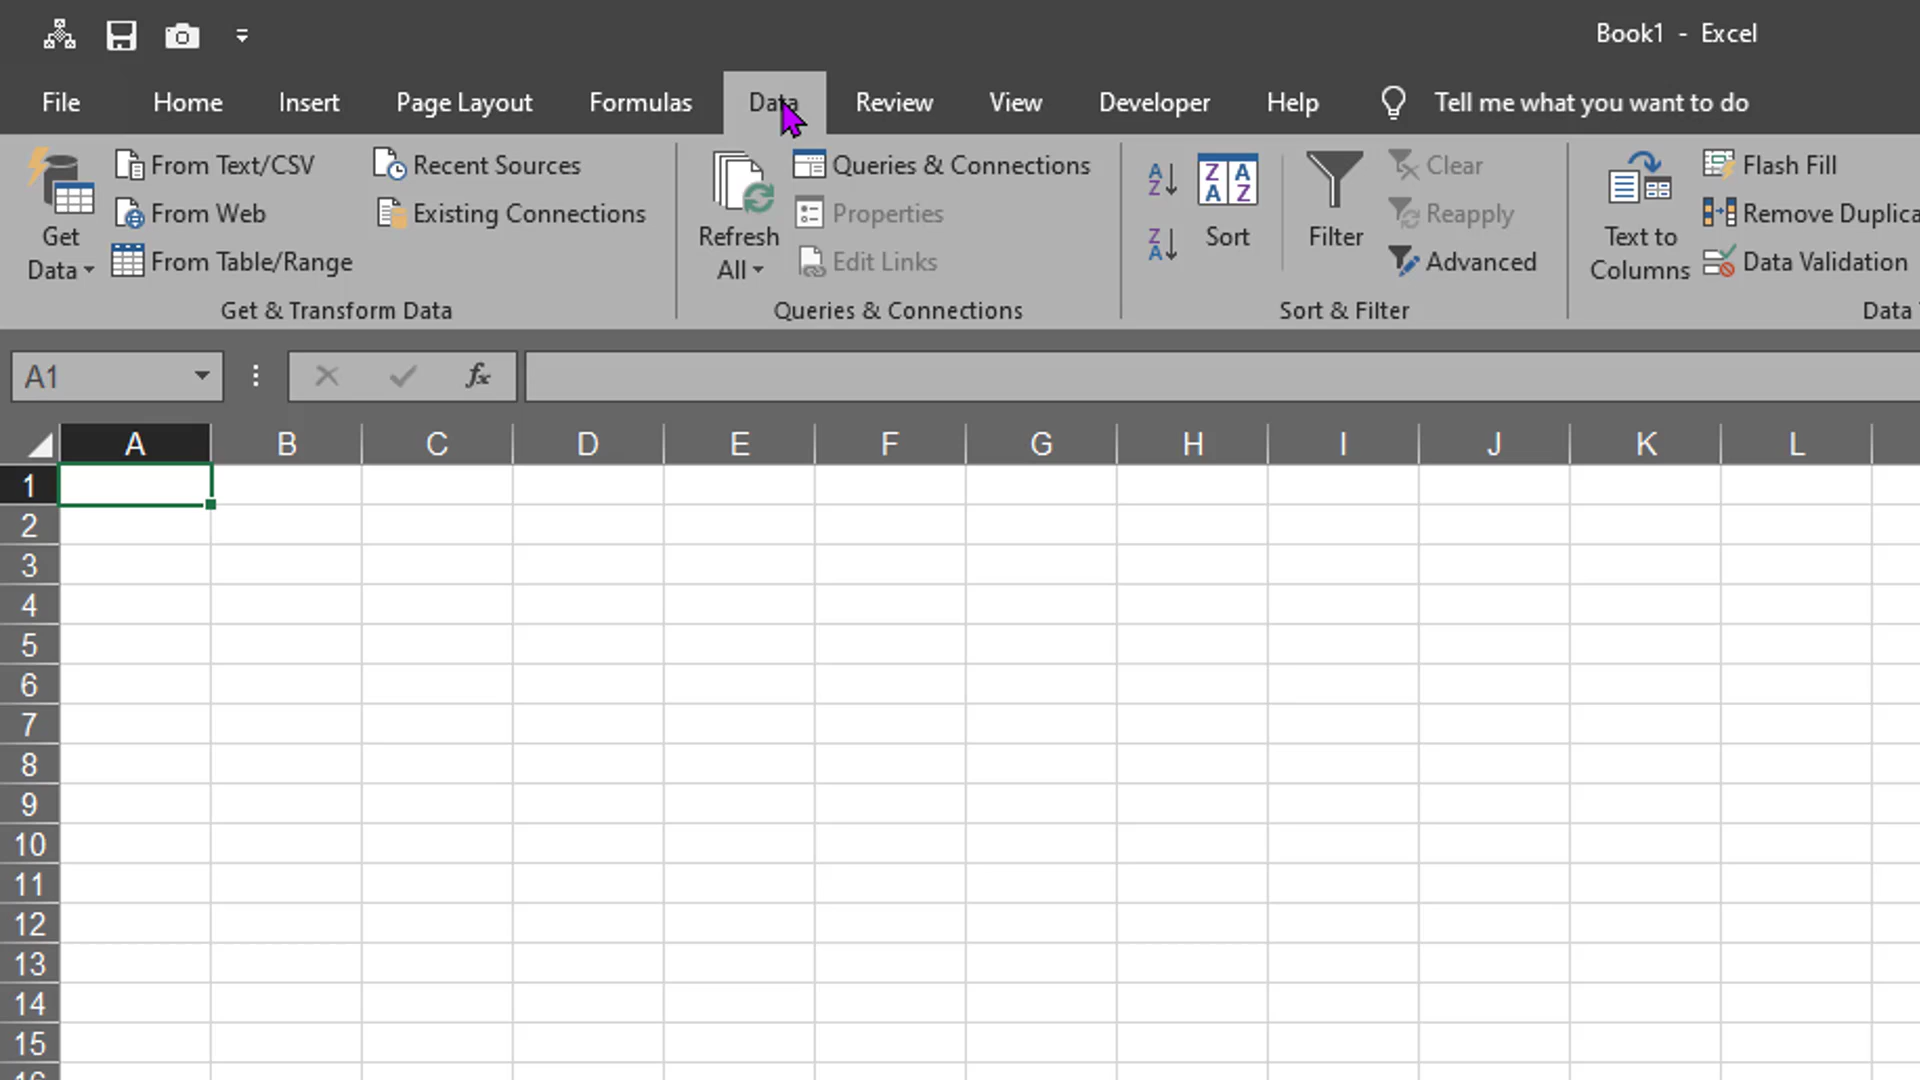 Book1 - Excel
File Home Insert Page Layout Formulas Data Review View Developer Help Tell me what you want to do
From Text/CSV Recent Sources Queries & Connections Clear Flash Fill
From Web Existing Connections Properties Reapply Remove Duplica
Get Data Refresh All Sort Filter Text to Columns
From Table/Range Edit Links Advanced Data Validation
Get & Transform Data Queries & Connections Sort & Filter Data
A1 fx
A B C D E F G H I J K L
1
2
3
4
5
6
7
8
9
10
11
12
13
14
15